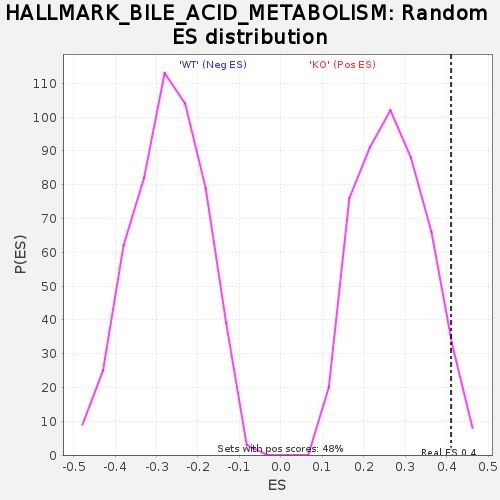 HALLMARK_BILE_ACID_METABOLISM: Random
ES distribution
'WT' (Neg ES)
'KO' (Pos ES)
P(ES)
110
100
90
80
70
60
50
40
30
20
10
0
Sets with pos scores: 48%
Real ES 0.4
-0.5 -0.4 -0.3 -0.2 -0.1 0.0 0.1 0.2 0.3 0.4 0.5
ES